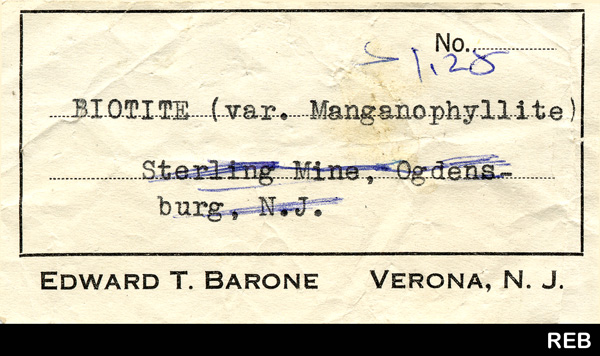 No.
1.25
BIOTITE (var. Manganophyllite)
Sterling Mine, Ogdens-
burg, N.J.
EDWARD T. BARONE VERONA, N. J.
REB